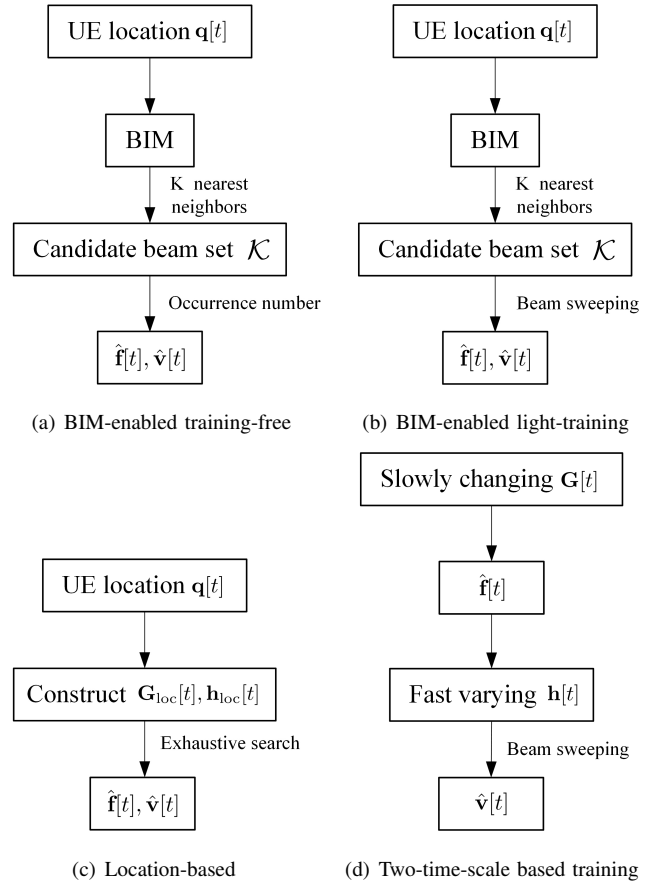 UE location q[t]
BIM
K nearest
neighbors
Candidate beam set 𝒦
Occurrence number
f̂[t], v̂[t]
(a) BIM-enabled training-free
UE location q[t]
BIM
K nearest
neighbors
Candidate beam set 𝒦
Beam sweeping
f̂[t], v̂[t]
(b) BIM-enabled light-training
UE location q[t]
Construct G_loc[t], h_loc[t]
Exhaustive search
f̂[t], v̂[t]
(c) Location-based
Slowly changing G[t]
f̂[t]
Fast varying h[t]
Beam sweeping
v̂[t]
(d) Two-time-scale based training